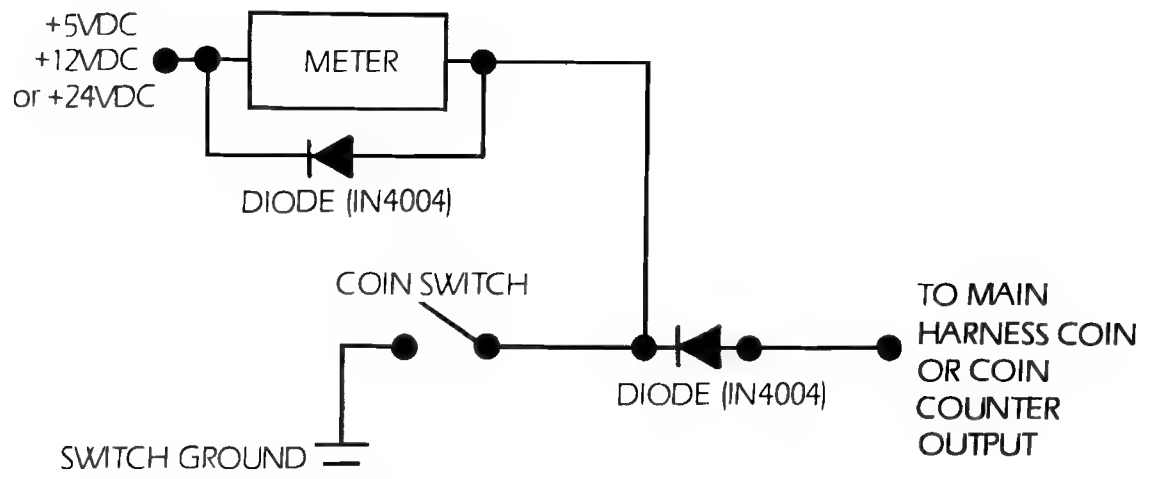 +5VDC
+12VDC
or +24VDC
METER
DIODE (IN4004)
COIN SWITCH
TO MAIN
HARNESS COIN
OR COIN
COUNTER
OUTPUT
DIODE (IN4004)
SWITCH GROUND